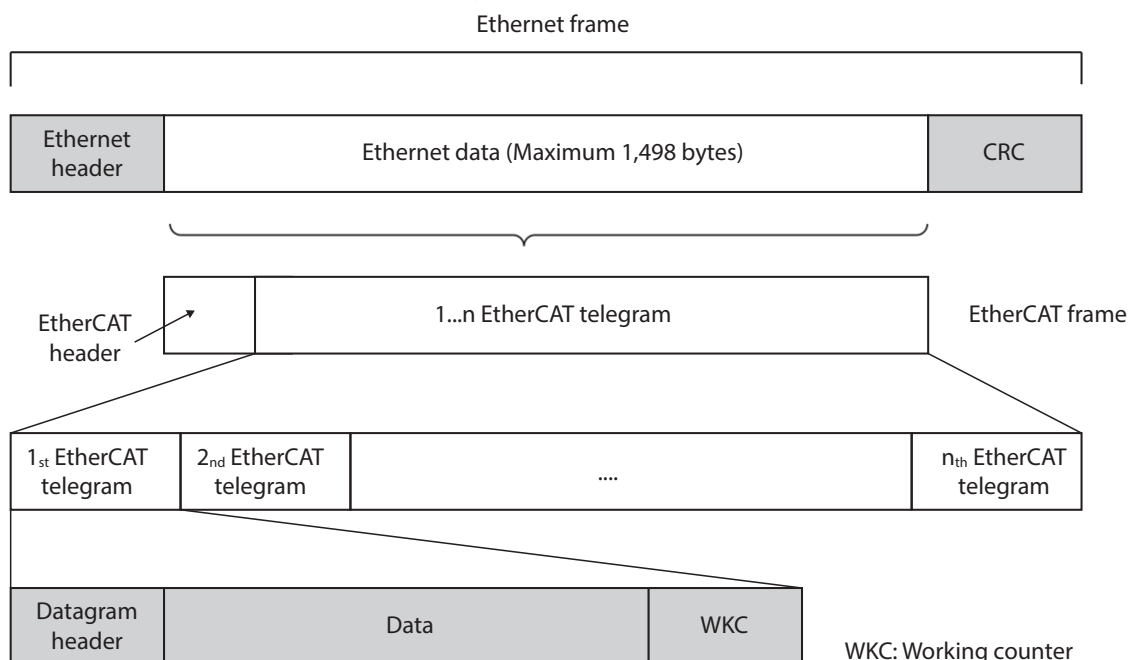 Ethernet frame
Ethernet
header
Ethernet data (Maximum 1,498 bytes)
CRC
EtherCAT
header
1...n EtherCAT telegram
EtherCAT frame
1st EtherCAT
telegram
2nd EtherCAT
telegram
....
nth EtherCAT
telegram
Datagram
header
Data
WKC
WKC: Working counter